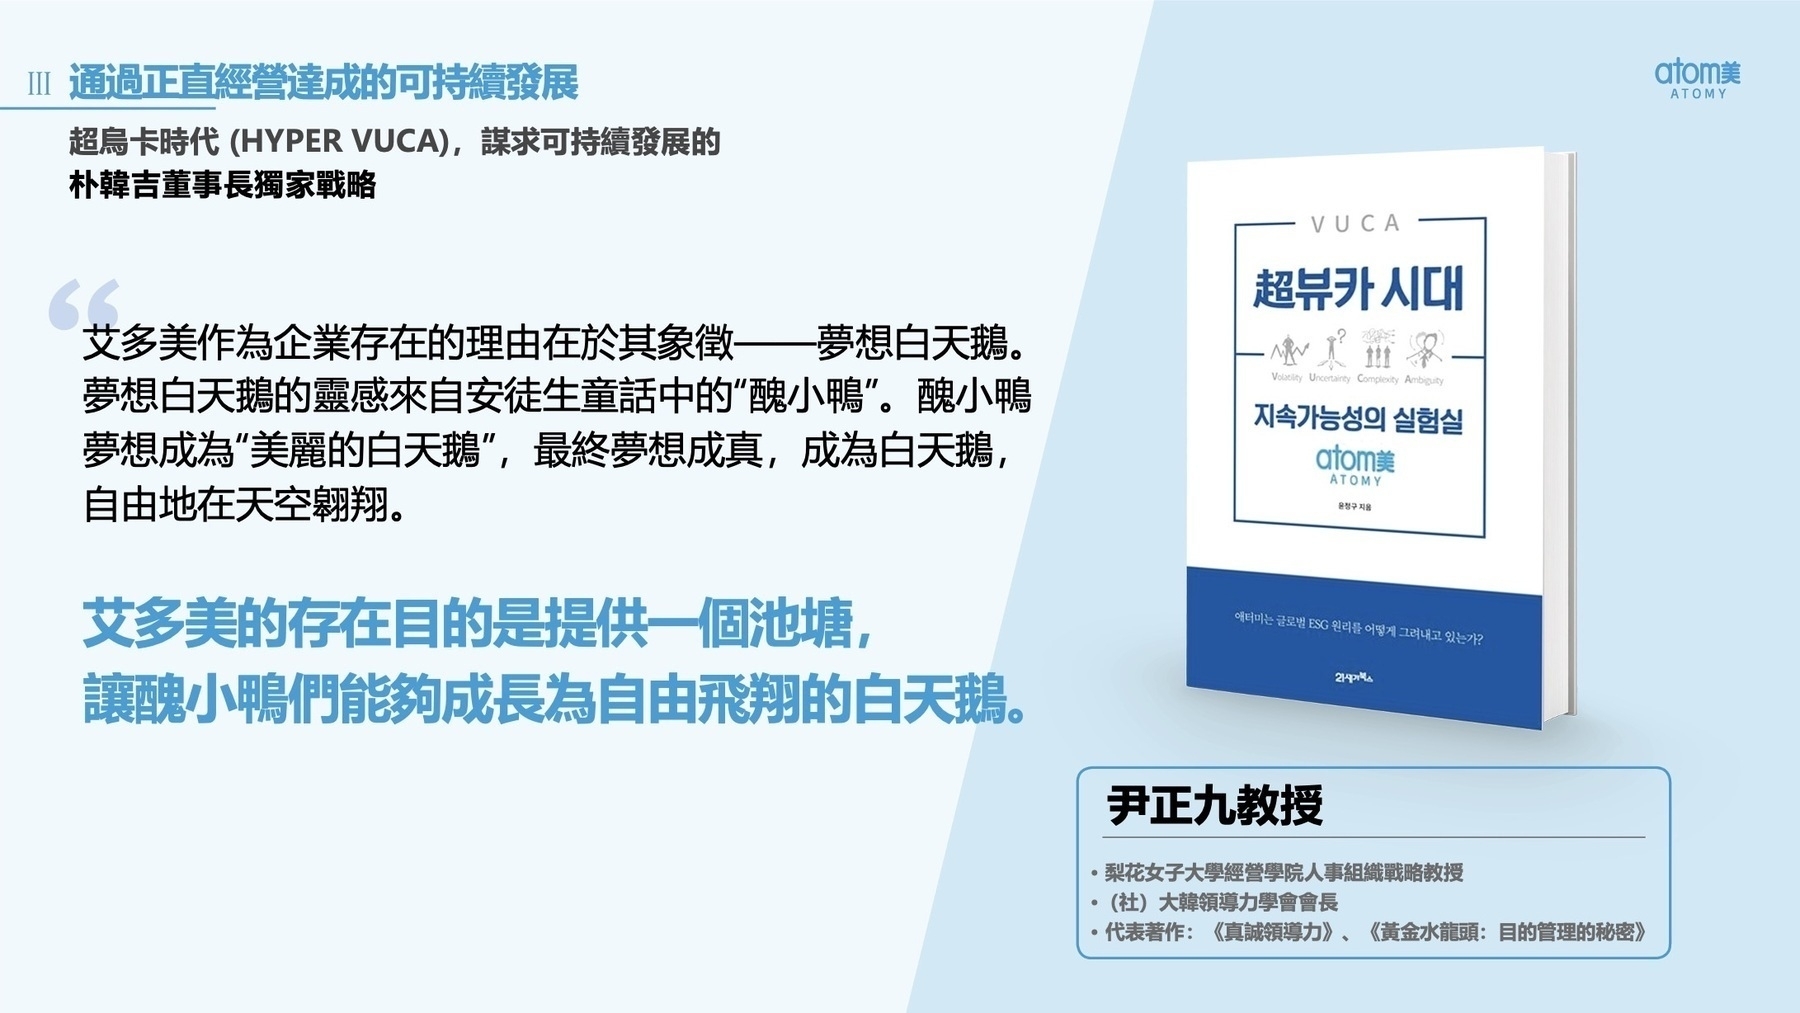 III 通過正直經營達成的可持續發展
超烏卡時代 (HYPER VUCA)，謀求可持續發展的
朴韓吉董事長獨家戰略
“
艾多美作為企業存在的理由在於其象徵——夢想白天鵝。
夢想白天鵝的靈感來自安徒生童話中的“醜小鴨”。醜小鴨
夢想成為“美麗的白天鵝”，最終夢想成真，成為白天鵝，
自由地在天空翱翔。
艾多美的存在目的是提供一個池塘，
讓醜小鴨們能夠成長為自由飛翔的白天鵝。
atom美
ATOMY
VUCA
超뷰카 시대
Volatility Uncertainty Complexity Ambiguity
지속가능성의 실험실
atom美
ATOMY
윤정구 지음
애터미는 글로벌 ESG 원리를 어떻게 그려내고 있는가?
21세기북스
尹正九教授
• 梨花女子大學經營學院人事組織戰略教授
•（社）大韓領導力學會會長
• 代表著作：《真誠領導力》、《黃金水龍頭：目的管理的秘密》